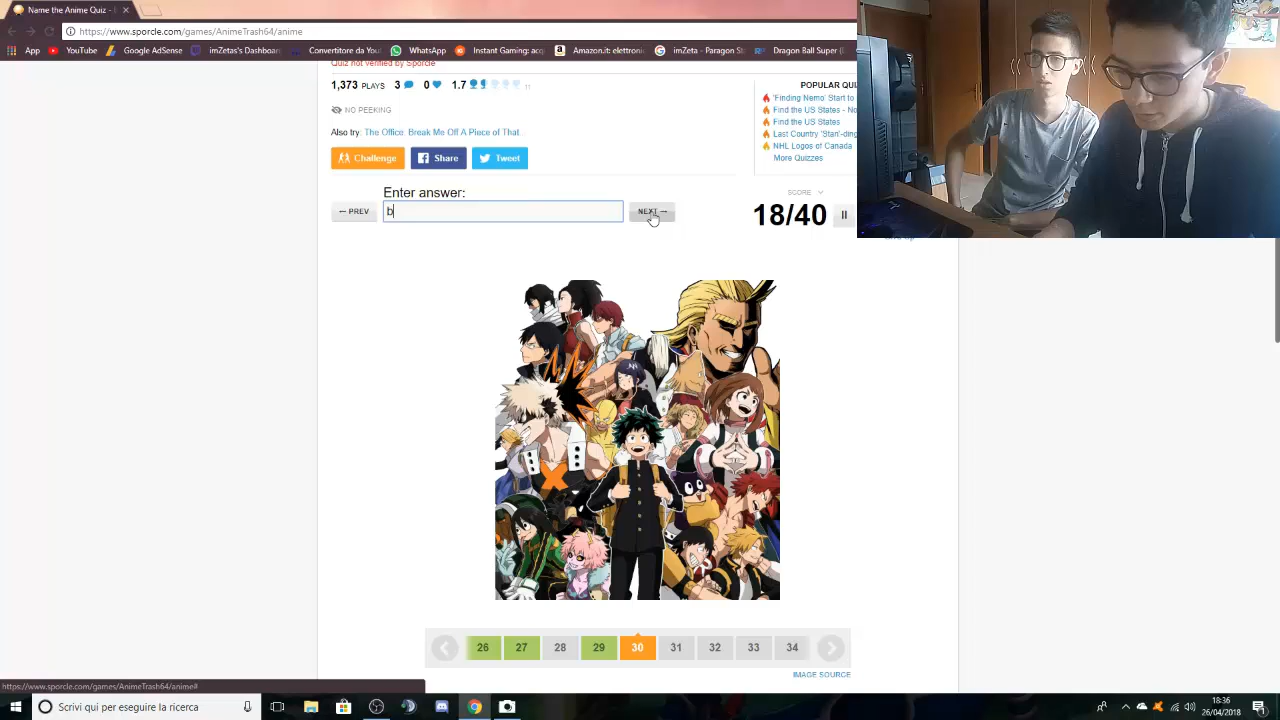 Name the Anime Quiz -
https://www.sporcle.com/games/AnimeTrash64/anime
App YouTube Google AdSense imZetas's Dashboard Convertitore da You WhatsApp Instant Gaming: acq Amazon.it: elettroni imZeta - Paragon St Dragon Ball Super (I
Quiz not verified by Sporcle
1,373 PLAYS 3 0 1.7 11
POPULAR QUI
NO PEEKING
'Finding Nemo' Start to
Find the US States - No
Find the US States
Last Country 'Stan'-ding
NHL Logos of Canada
More Quizzes
Also try: The Office: Break Me Off A Piece of That..
Challenge Share Tweet
Enter answer:
← PREV b NEXT →
SCORE
18/40
26 27 28 29 30 31 32 33 34
IMAGE SOURCE
https://www.sporcle.com/games/AnimeTrash64/anime#
Scrivi qui per eseguire la ricerca
18:36
26/04/2018